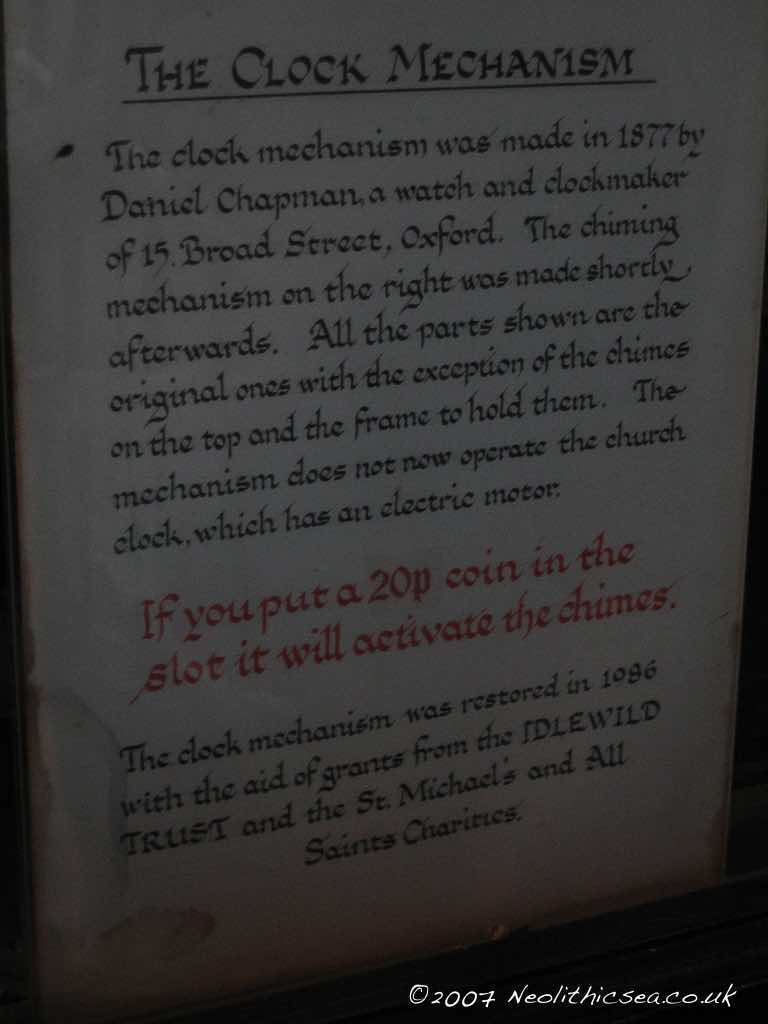 THE CLOCK MECHANISM
The clock mechanism was made in 1877 by
Daniel Chapman, a watch and clockmaker
of 15. Broad Street, Oxford. The chiming
mechanism on the right was made shortly
afterwards. All the parts shown are the
original ones with the exception of the chimes
on the top and the frame to hold them. The
mechanism does not now operate the church
clock, which has an electric motor.
If you put a 20p coin in the
slot it will activate the chimes.
The clock mechanism was restored in 1986
with the aid of grants from the IDLEWILD
TRUST and the St. Michael's and All
Saints Charities.
©2007 Neolithicsea.co.uk